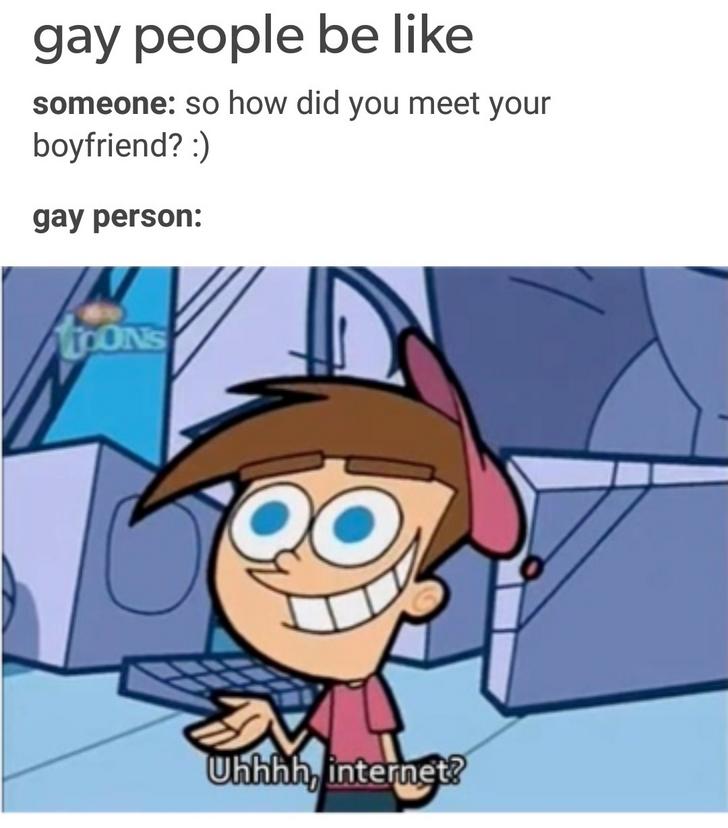 gay people be like
someone: so how did you meet your
boyfriend? :)
gay person:
toons
Uhhhh, internet?